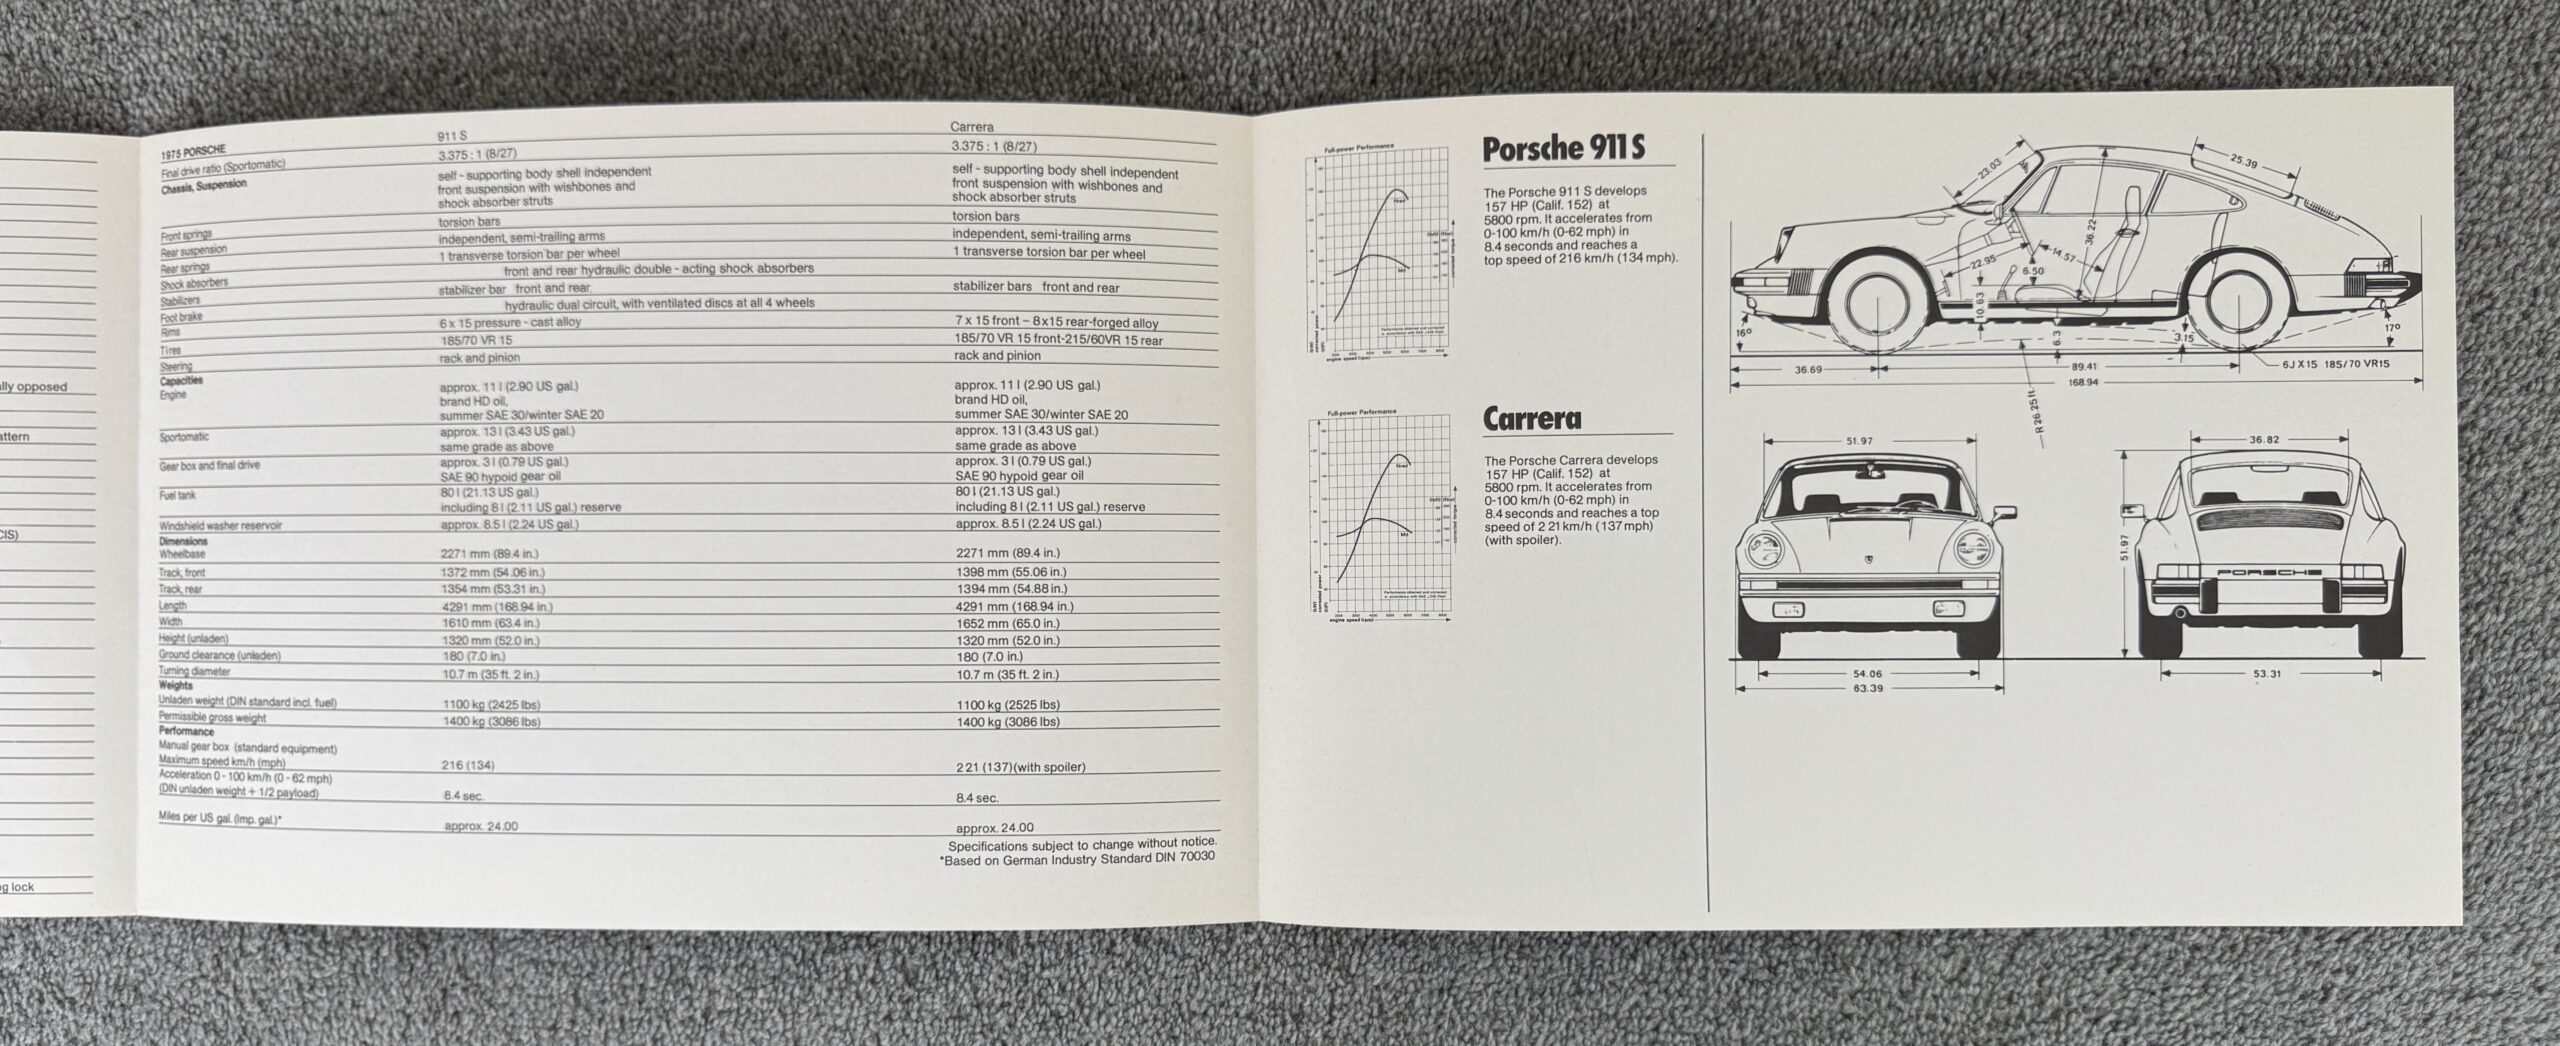 lly opposed
attern
CIS)
g lock
1975 PORSCHE 911 S Carrera
Final drive ratio (Sportomatic) 3.375 : 1 (8/27) 3.375 : 1 (8/27)
Chassis, Suspension self - supporting body shell independent self - supporting body shell independent
front suspension with wishbones and front suspension with wishbones and
shock absorber struts shock absorber struts
Front springs torsion bars torsion bars
Rear suspension independent, semi-trailing arms independent, semi-trailing arms
Rear springs 1 transverse torsion bar per wheel 1 transverse torsion bar per wheel
Shock absorbers front and rear hydraulic double - acting shock absorbers
Stabilizers stabilizer bar front and rear stabilizer bars front and rear
Foot brake hydraulic dual circuit, with ventilated discs at all 4 wheels
Rims 6 x 15 pressure - cast alloy 7 x 15 front – 8x15 rear-forged alloy
Tires 185/70 VR 15 185/70 VR 15 front-215/60VR 15 rear
Steering rack and pinion rack and pinion
Capacities
Engine approx. 11 l (2.90 US gal.) approx. 11 l (2.90 US gal.)
brand HD oil, brand HD oil,
summer SAE 30/winter SAE 20 summer SAE 30/winter SAE 20
Sportomatic approx. 13 l (3.43 US gal.) approx. 13 l (3.43 US gal.)
same grade as above same grade as above
Gear box and final drive approx. 3 l (0.79 US gal.) approx. 3 l (0.79 US gal.)
SAE 90 hypoid gear oil SAE 90 hypoid gear oil
Fuel tank 80 l (21.13 US gal.) 80 l (21.13 US gal.)
including 8 l (2.11 US gal.) reserve including 8 l (2.11 US gal.) reserve
Windshield washer reservoir approx. 8.5 l (2.24 US gal.) approx. 8.5 l (2.24 US gal.)
Dimensions
Wheelbase 2271 mm (89.4 in.) 2271 mm (89.4 in.)
Track, front 1372 mm (54.06 in.) 1398 mm (55.06 in.)
Track, rear 1354 mm (53.31 in.) 1394 mm (54.88 in.)
Length 4291 mm (168.94 in.) 4291 mm (168.94 in.)
Width 1610 mm (63.4 in.) 1652 mm (65.0 in.)
Height (unladen) 1320 mm (52.0 in.) 1320 mm (52.0 in.)
Ground clearance (unladen) 180 (7.0 in.) 180 (7.0 in.)
Turning diameter 10.7 m (35 ft. 2 in.) 10.7 m (35 ft. 2 in.)
Weights
Unladen weight (DIN standard incl. fuel) 1100 kg (2425 lbs) 1100 kg (2525 lbs)
Permissible gross weight 1400 kg (3086 lbs) 1400 kg (3086 lbs)
Performance
Manual gear box (standard equipment)
Maximum speed km/h (mph) 216 (134) 2 21 (137)(with spoiler)
Acceleration 0 - 100 km/h (0 - 62 mph)
(DIN unladen weight + 1/2 payload) 8.4 sec. 8.4 sec.
Miles per US gal. (Imp. gal.)* approx. 24.00 approx. 24.00
Specifications subject to change without notice.
*Based on German Industry Standard DIN 70030
Full-power Performance
engine speed (rpm)
Porsche 911 S
The Porsche 911 S develops
157 HP (Calif. 152) at
5800 rpm. It accelerates from
0-100 km/h (0-62 mph) in
8.4 seconds and reaches a
top speed of 216 km/h (134 mph).
Full-power Performance
engine speed (rpm)
Carrera
The Porsche Carrera develops
157 HP (Calif. 152) at
5800 rpm. It accelerates from
0-100 km/h (0-62 mph) in
8.4 seconds and reaches a top
speed of 2 21 km/h (137 mph)
(with spoiler).
23.03
25.39
36.22
22.95
14.57
6.50
10.63
6.3
3.15
16°
17°
36.69
89.41
6J X 15 185/70 VR15
168.94
R 26.25 ft
51.97
36.82
51.97
PORSCHE
54.06
63.39
53.31